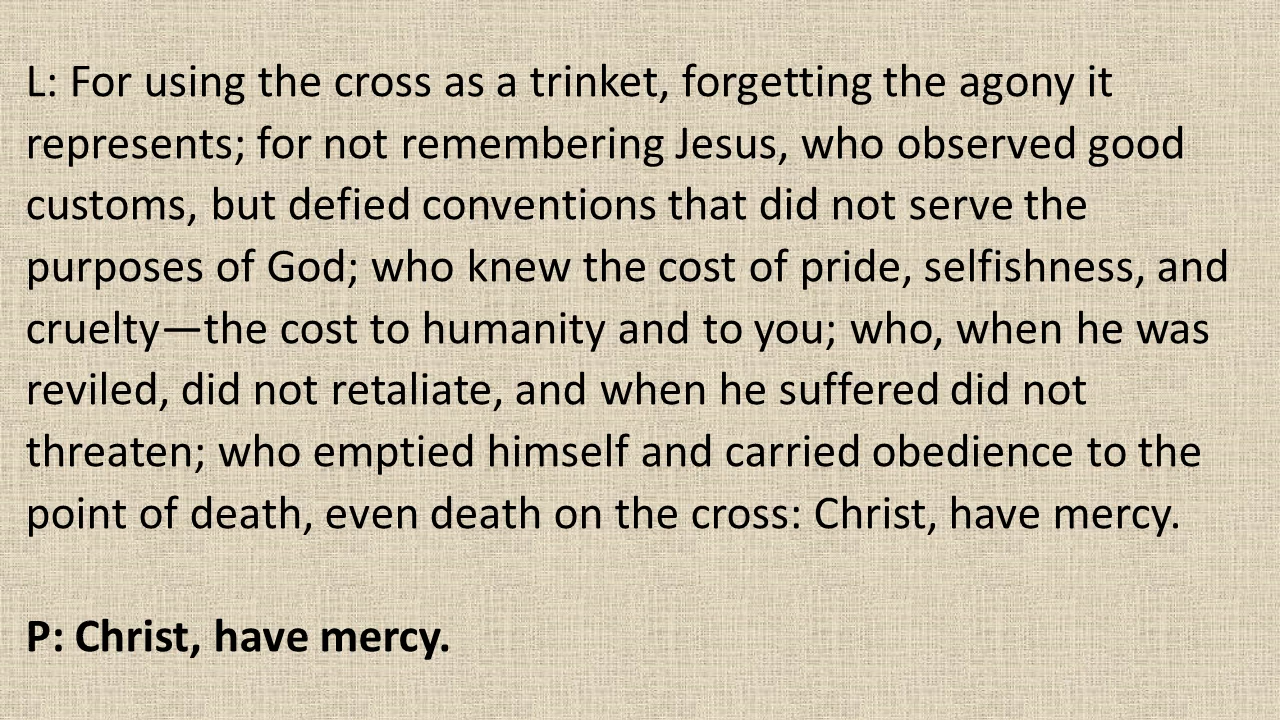 L: For using the cross as a trinket, forgetting the agony it
represents; for not remembering Jesus, who observed good
customs, but defied conventions that did not serve the
purposes of God; who knew the cost of pride, selfishness, and
cruelty—the cost to humanity and to you; who, when he was
reviled, did not retaliate, and when he suffered did not
threaten; who emptied himself and carried obedience to the
point of death, even death on the cross: Christ, have mercy.
P: Christ, have mercy.